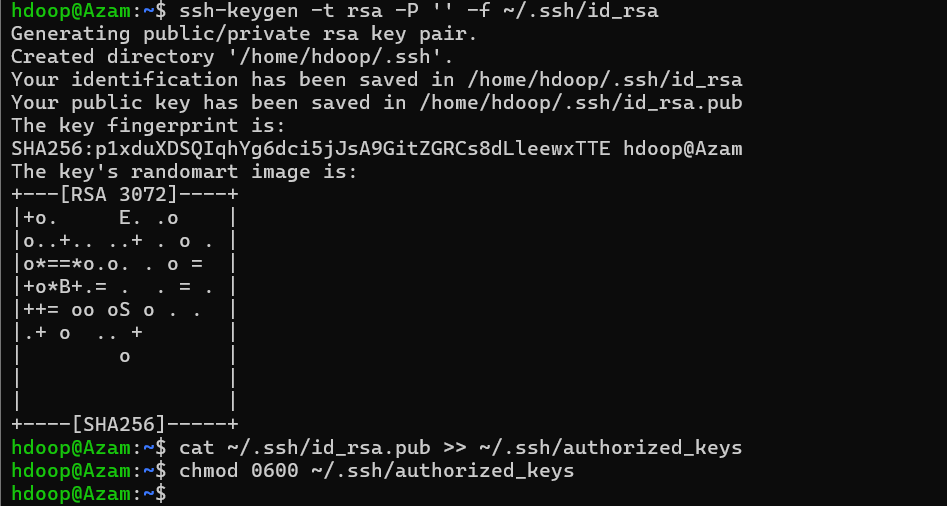 hdoop@Azam:~$ ssh-keygen -t rsa -P '' -f ~/.ssh/id_rsa
Generating public/private rsa key pair.
Created directory '/home/hdoop/.ssh'.
Your identification has been saved in /home/hdoop/.ssh/id_rsa
Your public key has been saved in /home/hdoop/.ssh/id_rsa.pub
The key fingerprint is:
SHA256:p1xduXDSQIqhYg6dci5jJsA9GitZGRCs8dLleewxTTE hdoop@Azam
The key's randomart image is:
+---[RSA 3072]----+
|+o.     E. .o    |
|o..+.. ..+ . o . |
|o*==*o.o. . o =  |
|+o*B+.= .  . = . |
|++= oo oS o . .  |
|.+ o  .. +       |
|        o        |
|                 |
|                 |
+----[SHA256]-----+
hdoop@Azam:~$ cat ~/.ssh/id_rsa.pub >> ~/.ssh/authorized_keys
hdoop@Azam:~$ chmod 0600 ~/.ssh/authorized_keys
hdoop@Azam:~$